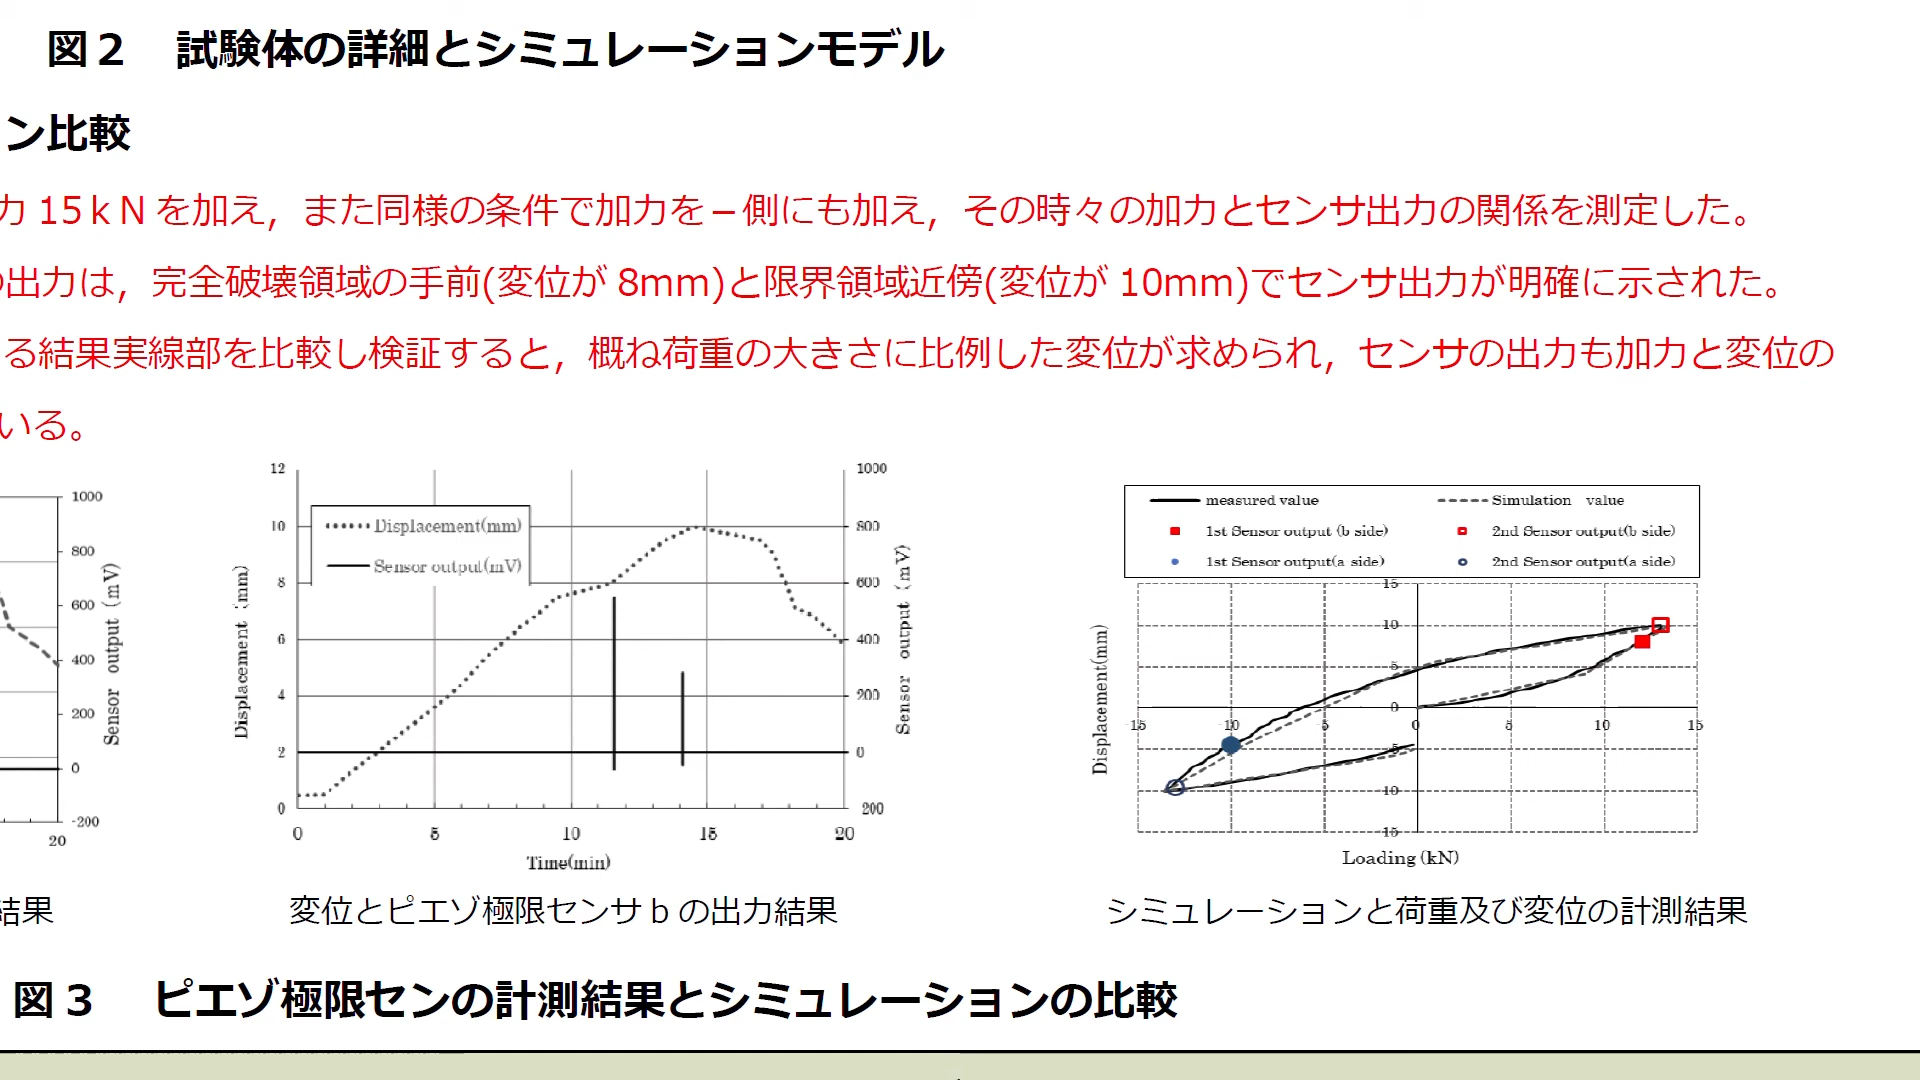 図２　試験体の詳細とシミュレーションモデル
ン比較
力 15ｋN を加え，また同様の条件で加力を－側にも加え，その時々の加力とセンサ出力の関係を測定した。
の出力は，完全破壊領域の手前(変位が 8mm)と限界領域近傍(変位が 10mm)でセンサ出力が明確に示された。
る結果実線部を比較し検証すると，概ね荷重の大きさに比例した変位が求められ，センサの出力も加力と変位の
いる。
1000
800
600
400
200
0
-200
20
Sensor output (mV)
結果
12
10
8
6
4
2
0
Displacement (mm)
Displacement(mm)
Sensor output(mV)
1000
800
600
400
200
0
200
Sensor output (mV)
0 5 10 15 20
Time(min)
変位とピエゾ極限センサｂの出力結果
measured value Simulation value
1st Sensor output (b side) 2nd Sensor output(b side)
1st Sensor output(a side) 2nd Sensor output(a side)
15
10
5
0
-15 -10 5 0 5 10 15
5
10
15
Displacement(mm)
Loading (kN)
シミュレーションと荷重及び変位の計測結果
図３　ピエゾ極限センの計測結果とシミュレーションの比較